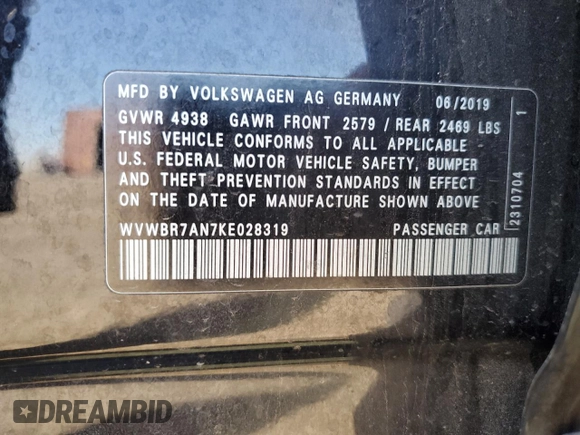 MFD BY VOLKSWAGEN AG GERMANY 06/2019
GVWR 4938 GAWR FRONT 2579 / REAR 2469 LBS
THIS VEHICLE CONFORMS TO ALL APPLICABLE
U.S. FEDERAL MOTOR VEHICLE SAFETY, BUMPER
AND THEFT PREVENTION STANDARDS IN EFFECT
ON THE DATE OF MANUFACTURE SHOWN ABOVE
WVWBR7AN7KE028319 PASSENGER CAR
2310704 1
DREAMBID